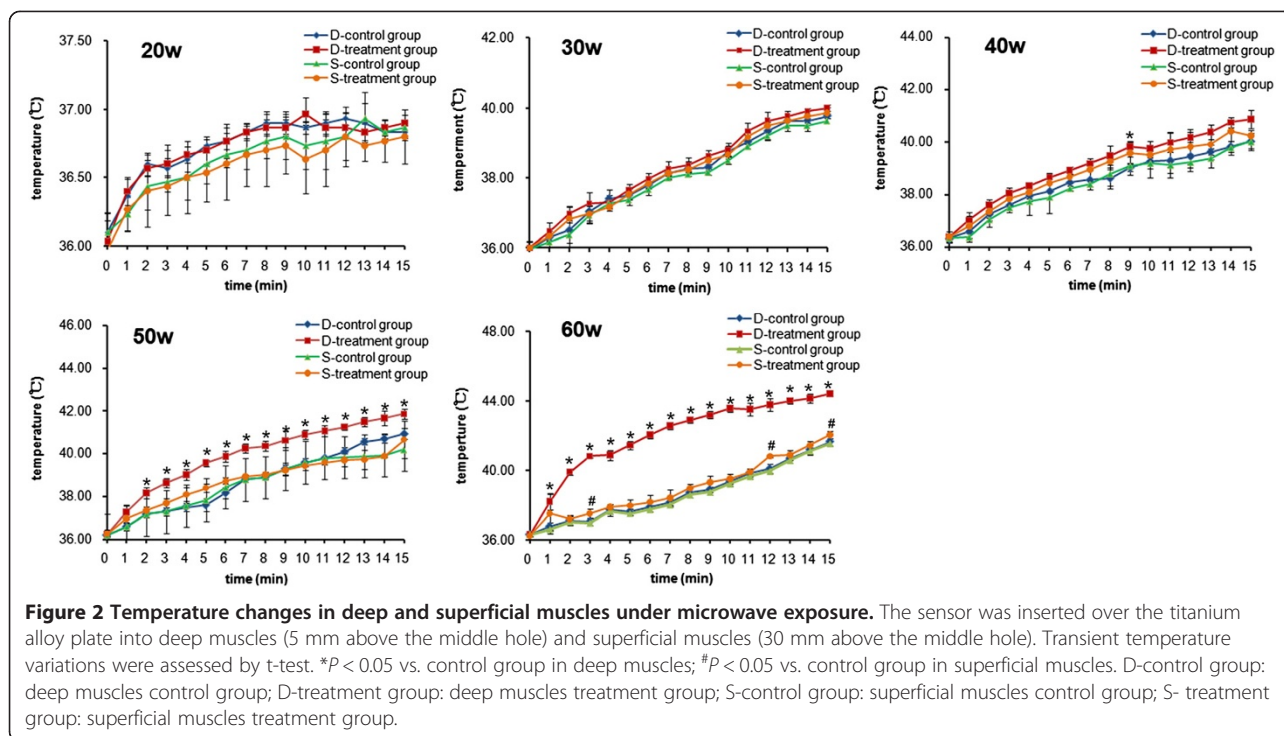 20w
D-control group
D-treatment group
S-control group
S-treatment group
37.50
37.00
36.50
36.00
temperature (℃)
0 1 2 3 4 5 6 7 8 9 10 11 12 13 14 15
time (min)
30w
D-control group
D-treatment group
S-control group
S-treatment group
42.00
40.00
38.00
36.00
temperment (℃)
0 1 2 3 4 5 6 7 8 9 10 11 12 13 14 15
time (min)
40w
D-control group
D-treatment group
S-control group
S-treatment group
44.00
42.00
40.00
38.00
36.00
temperature (℃)
*
0 1 2 3 4 5 6 7 8 9 10 11 12 13 14 15
time (min)
50w
D-control group
D-treatment group
S-control group
S-treatment group
46.00
44.00
42.00
40.00
38.00
36.00
temperature (℃)
* * * * * * * * * * * * * *
0 1 2 3 4 5 6 7 8 9 10 11 12 13 14 15
time (min)
60w
D-control group
D-treatment group
S-control group
S-treatment group
48.00
44.00
40.00
36.00
temperture (℃)
* * * * * * * * * * * * * * *
# # #
0 1 2 3 4 5 6 7 8 9 10 11 12 13 14 15
time (min)
Figure 2 Temperature changes in deep and superficial muscles under microwave exposure. The sensor was inserted over the titanium
alloy plate into deep muscles (5 mm above the middle hole) and superficial muscles (30 mm above the middle hole). Transient temperature
variations were assessed by t-test. *P < 0.05 vs. control group in deep muscles; #P < 0.05 vs. control group in superficial muscles. D-control group:
deep muscles control group; D-treatment group: deep muscles treatment group; S-control group: superficial muscles control group; S- treatment
group: superficial muscles treatment group.